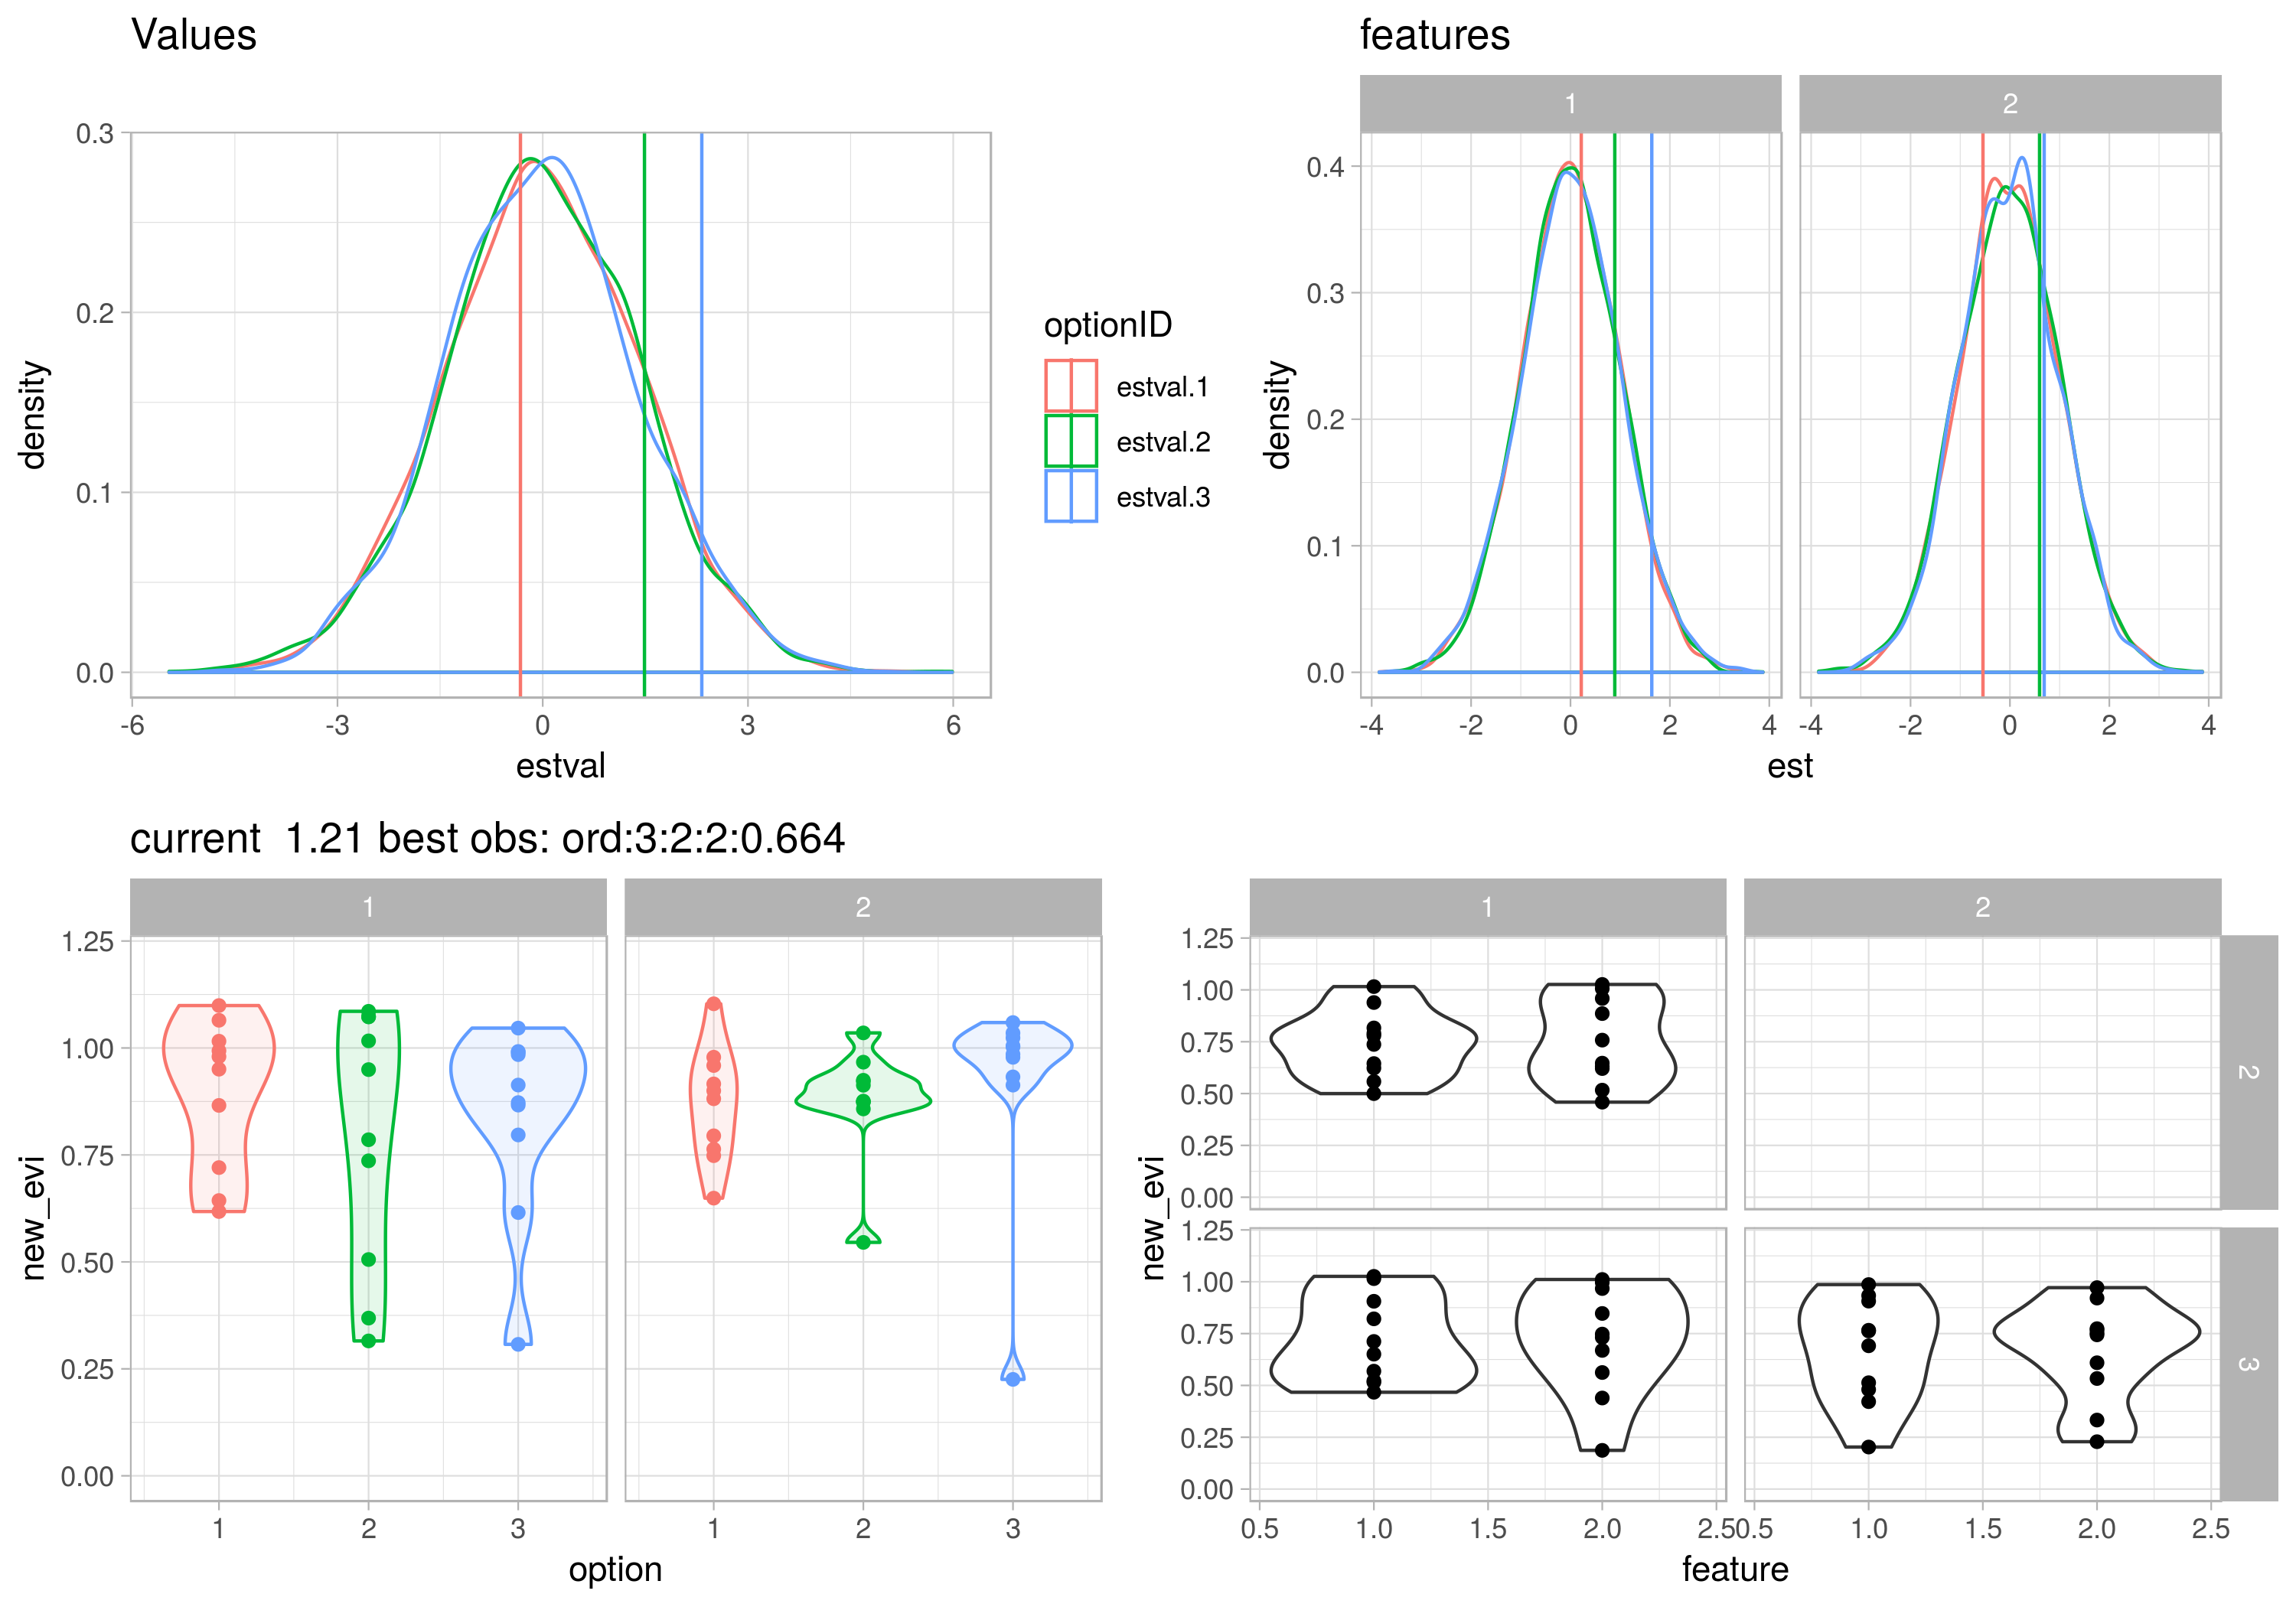 Values
0.3
0.2
0.1
0.0
density
-6 -3 0 3 6
estval
optionID
estval.1
estval.2
estval.3
features
1 2
0.4
0.3
0.2
0.1
0.0
density
-4 -2 0 2 4 -4 -2 0 2 4
est
current 1.21 best obs: ord:3:2:2:0.664
1 2
1.25
1.00
0.75
0.50
0.25
0.00
new_evi
1 2 3 1 2 3
option
1 2
1.25
1.00
0.75
0.50
0.25
0.00
2
1.25
1.00
0.75
0.50
0.25
0.00
3
new_evi
0.5 1.0 1.5 2.0 2.5 0.5 1.0 1.5 2.0 2.5
feature